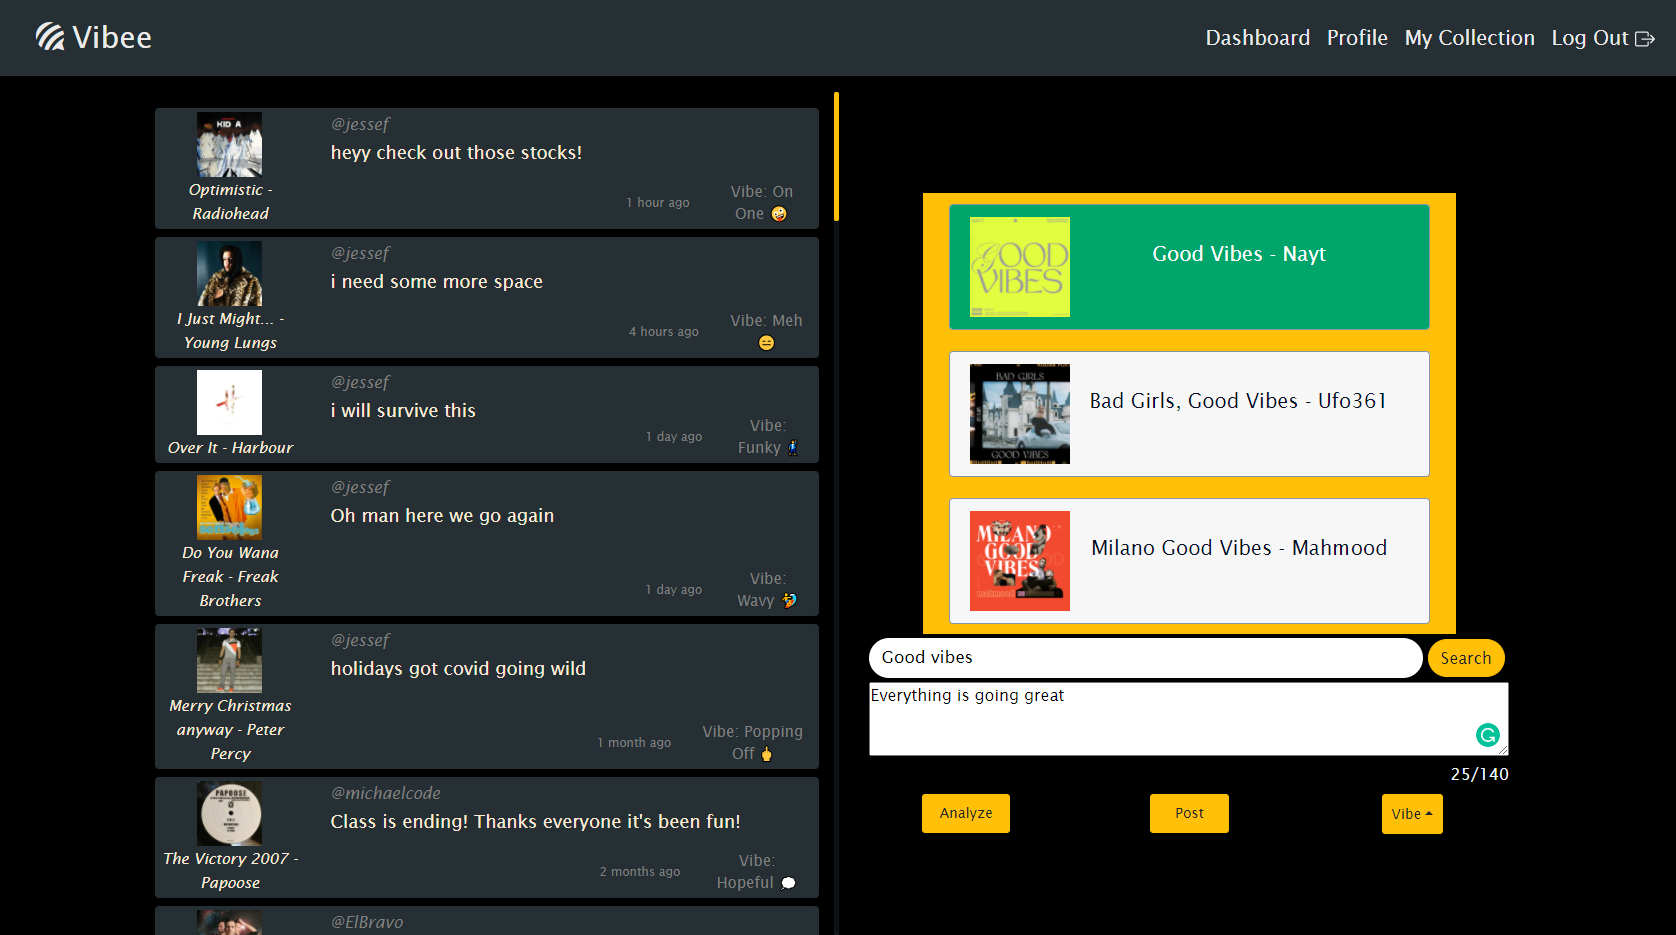 Vibee
Dashboard Profile My Collection Log Out
KID A
@jessef
heyy check out those stocks!
Optimistic -
Radiohead
1 hour ago
Vibe: On
One 🤪
@jessef
i need some more space
I Just Might... -
Young Lungs
4 hours ago
Vibe: Meh
😑
@jessef
i will survive this
Over It - Harbour
1 day ago
Vibe:
Funky 🕺
@jessef
Oh man here we go again
Do You Wana
Freak - Freak
Brothers
1 day ago
Vibe:
Wavy 🏄
@jessef
holidays got covid going wild
Merry Christmas
anyway - Peter
Percy
1 month ago
Vibe: Popping
Off 🖕
PAPOOSE
@michaelcode
Class is ending! Thanks everyone it's been fun!
The Victory 2007 -
Papoose
2 months ago
Vibe:
Hopeful 💭
@ElBravo
GOOD
VIBES
Good Vibes - Nayt
BAD GIRLS
GOOD VIBES
Bad Girls, Good Vibes - Ufo361
MILANO
GOOD
VIBES
mahmood
Milano Good Vibes - Mahmood
Good vibes
Search
Everything is going great
25/140
Analyze
Post
Vibe